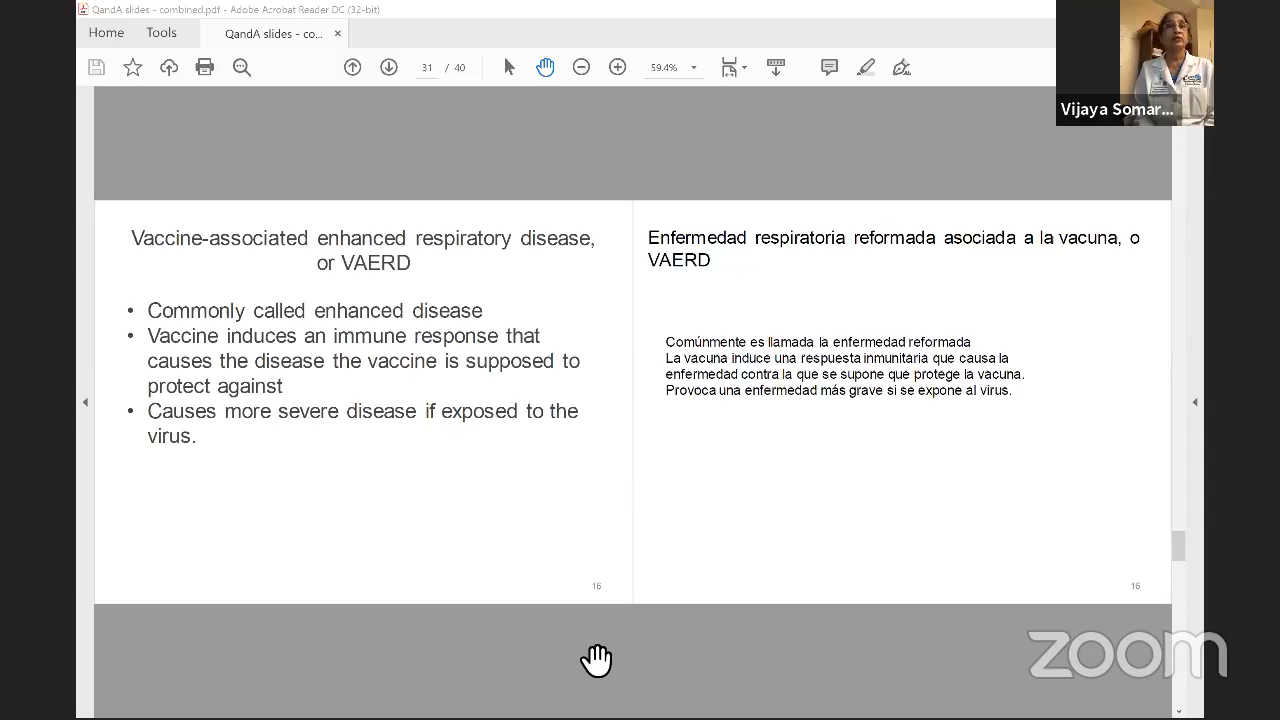 QandA slides - combined.pdf - Adobe Acrobat Reader DC (32-bit)
Home Tools QandA slides - co... ×
31 / 40 59.4%
Vijaya Somar...
Vaccine-associated enhanced respiratory disease,
or VAERD
• Commonly called enhanced disease
• Vaccine induces an immune response that
causes the disease the vaccine is supposed to
protect against
• Causes more severe disease if exposed to the
virus.
16
Enfermedad respiratoria reformada asociada a la vacuna, o
VAERD
Comúnmente es llamada la enfermedad reformada
La vacuna induce una respuesta inmunitaria que causa la
enfermedad contra la que se supone que protege la vacuna.
Provoca una enfermedad más grave si se expone al virus.
16
zoom